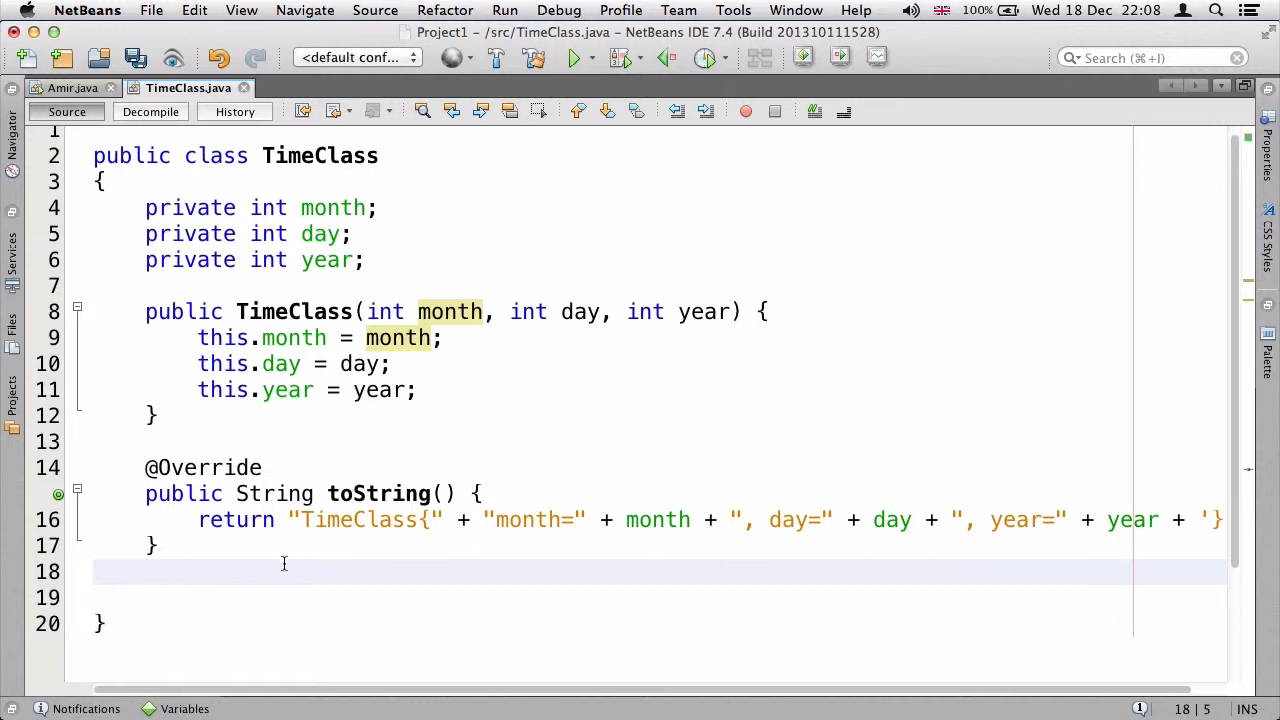 NetBeans File Edit View Navigate Source Refactor Run Debug Profile Team Tools Window Help 100% Wed 18 Dec 22:08
Project1 - /src/TimeClass.java - NetBeans IDE 7.4 (Build 201310111528)
<default conf... Search (⌘+I)
Amir.java TimeClass.java
Source Decompile History
Navigator
Services
Files
Projects
1
2 public class TimeClass
3 {
4 private int month;
5 private int day;
6 private int year;
7
8 public TimeClass(int month, int day, int year) {
9 this.month = month;
10 this.day = day;
11 this.year = year;
12 }
13
14 @Override
public String toString() {
16 return "TimeClass{" + "month=" + month + ", day=" + day + ", year=" + year + '}
17 }
18
19
20 }
Properties
CSS Styles
Palette
Notifications Variables 1 18 | 5 INS